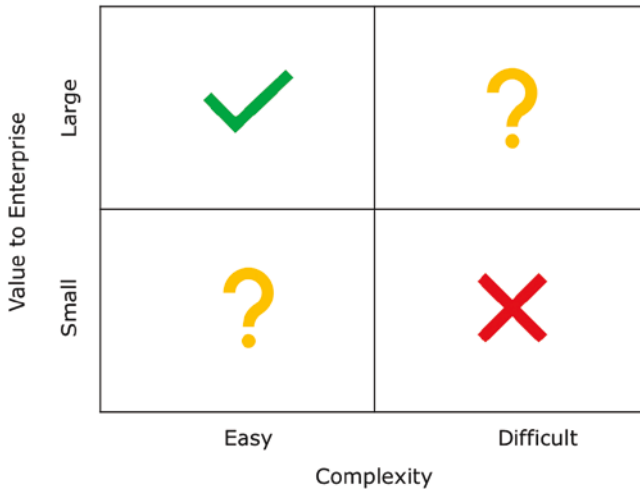 Value to Enterprise
Large
?
?
Small
Easy
Difficult
Complexity